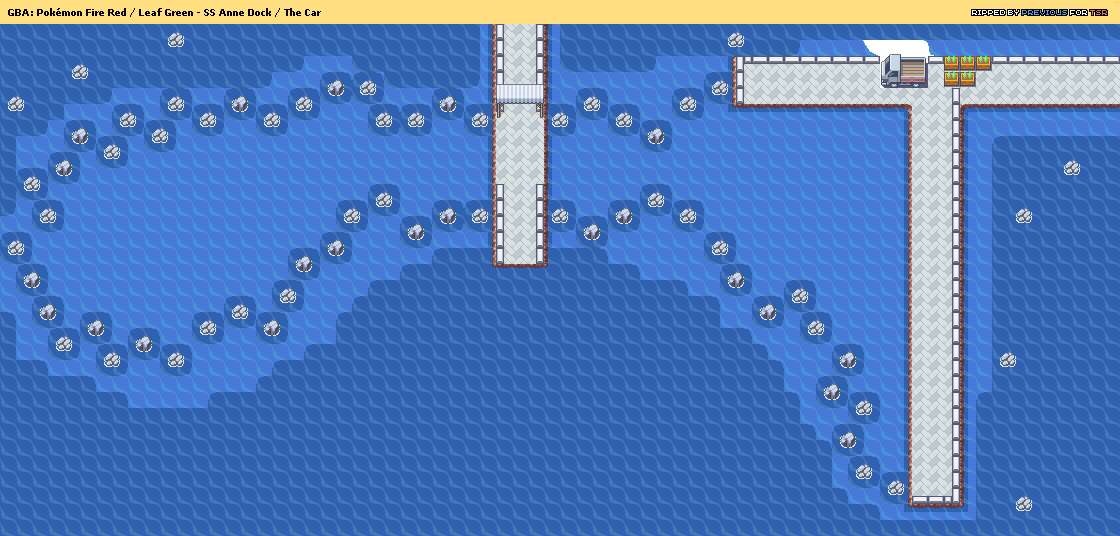 GBA: Pokémon Fire Red / Leaf Green - SS Anne Dock / The Car
RIPPED BY PREVIOUS FOR TSR